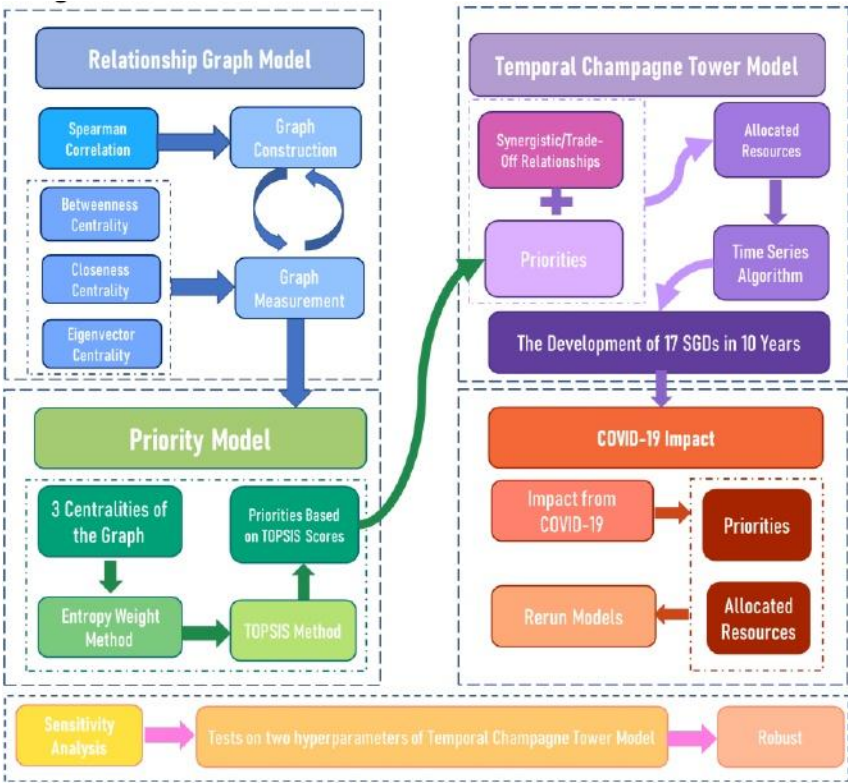 Relationship Graph Model
Spearman
Correlation
Graph
Construction
Betweenness
Centrality
Closeness
Centrality
Eigenvector
Centrality
Graph
Measurement
Temporal Champagne Tower Model
Synergistic/Trade-
Off Relationships
Priorities
Allocated
Resources
Time Series
Algorithm
The Development of 17 SGDs in 10 Years
Priority Model
3 Centralities of
the Graph
Priorities Based
on TOPSIS Scores
Entropy Weight
Method
TOPSIS Method
COVID-19 Impact
Impact from
COVID-19
Priorities
Rerun Models
Allocated
Resources
Sensitivity
Analysis
Tests on two hyperparameters of Temporal Champagne Tower Model
Robust